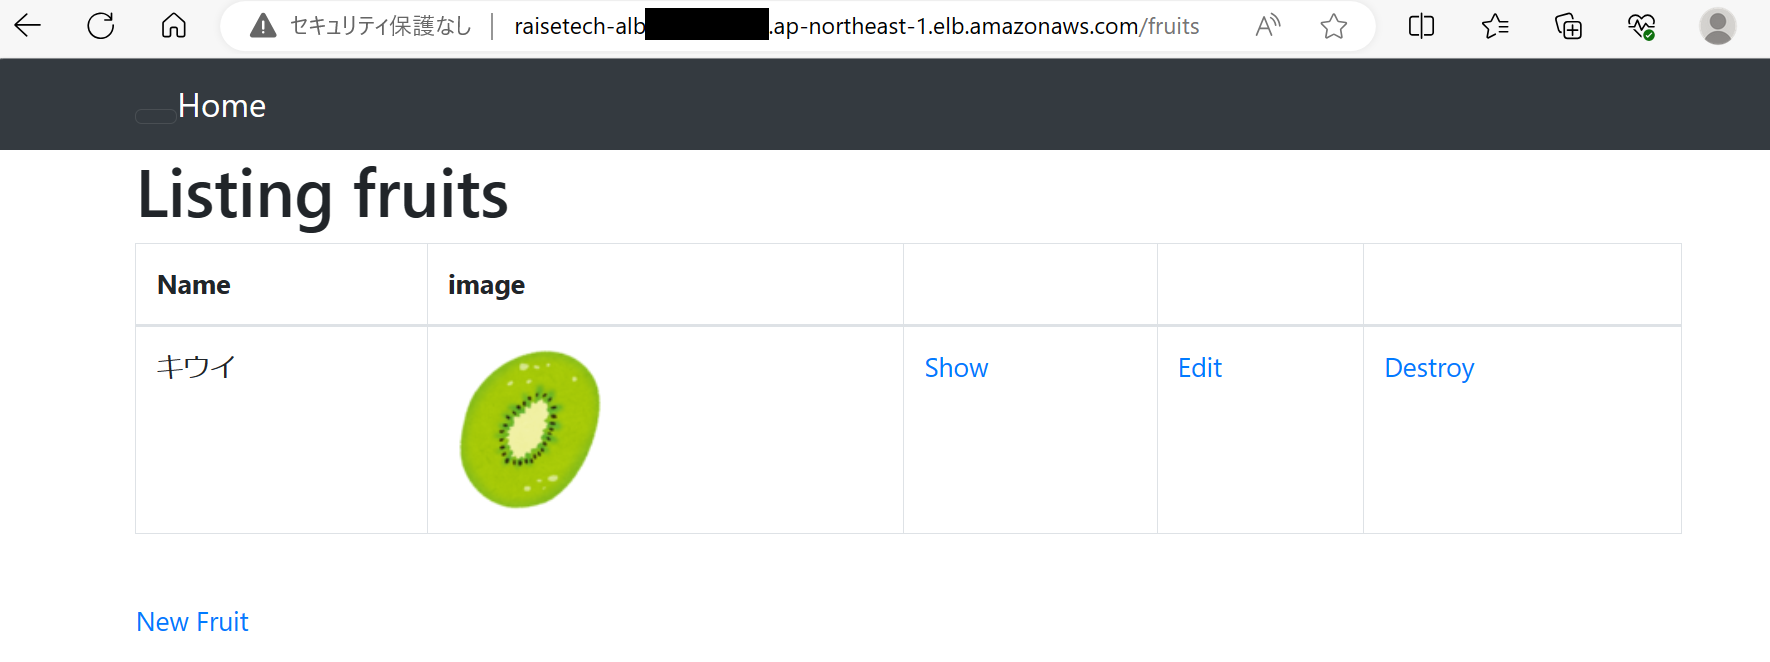 セキュリティ保護なし raisetech-alb .ap-northeast-1.elb.amazonaws.com/fruits
Home
Listing fruits
Name image
キウイ Show Edit Destroy
New Fruit